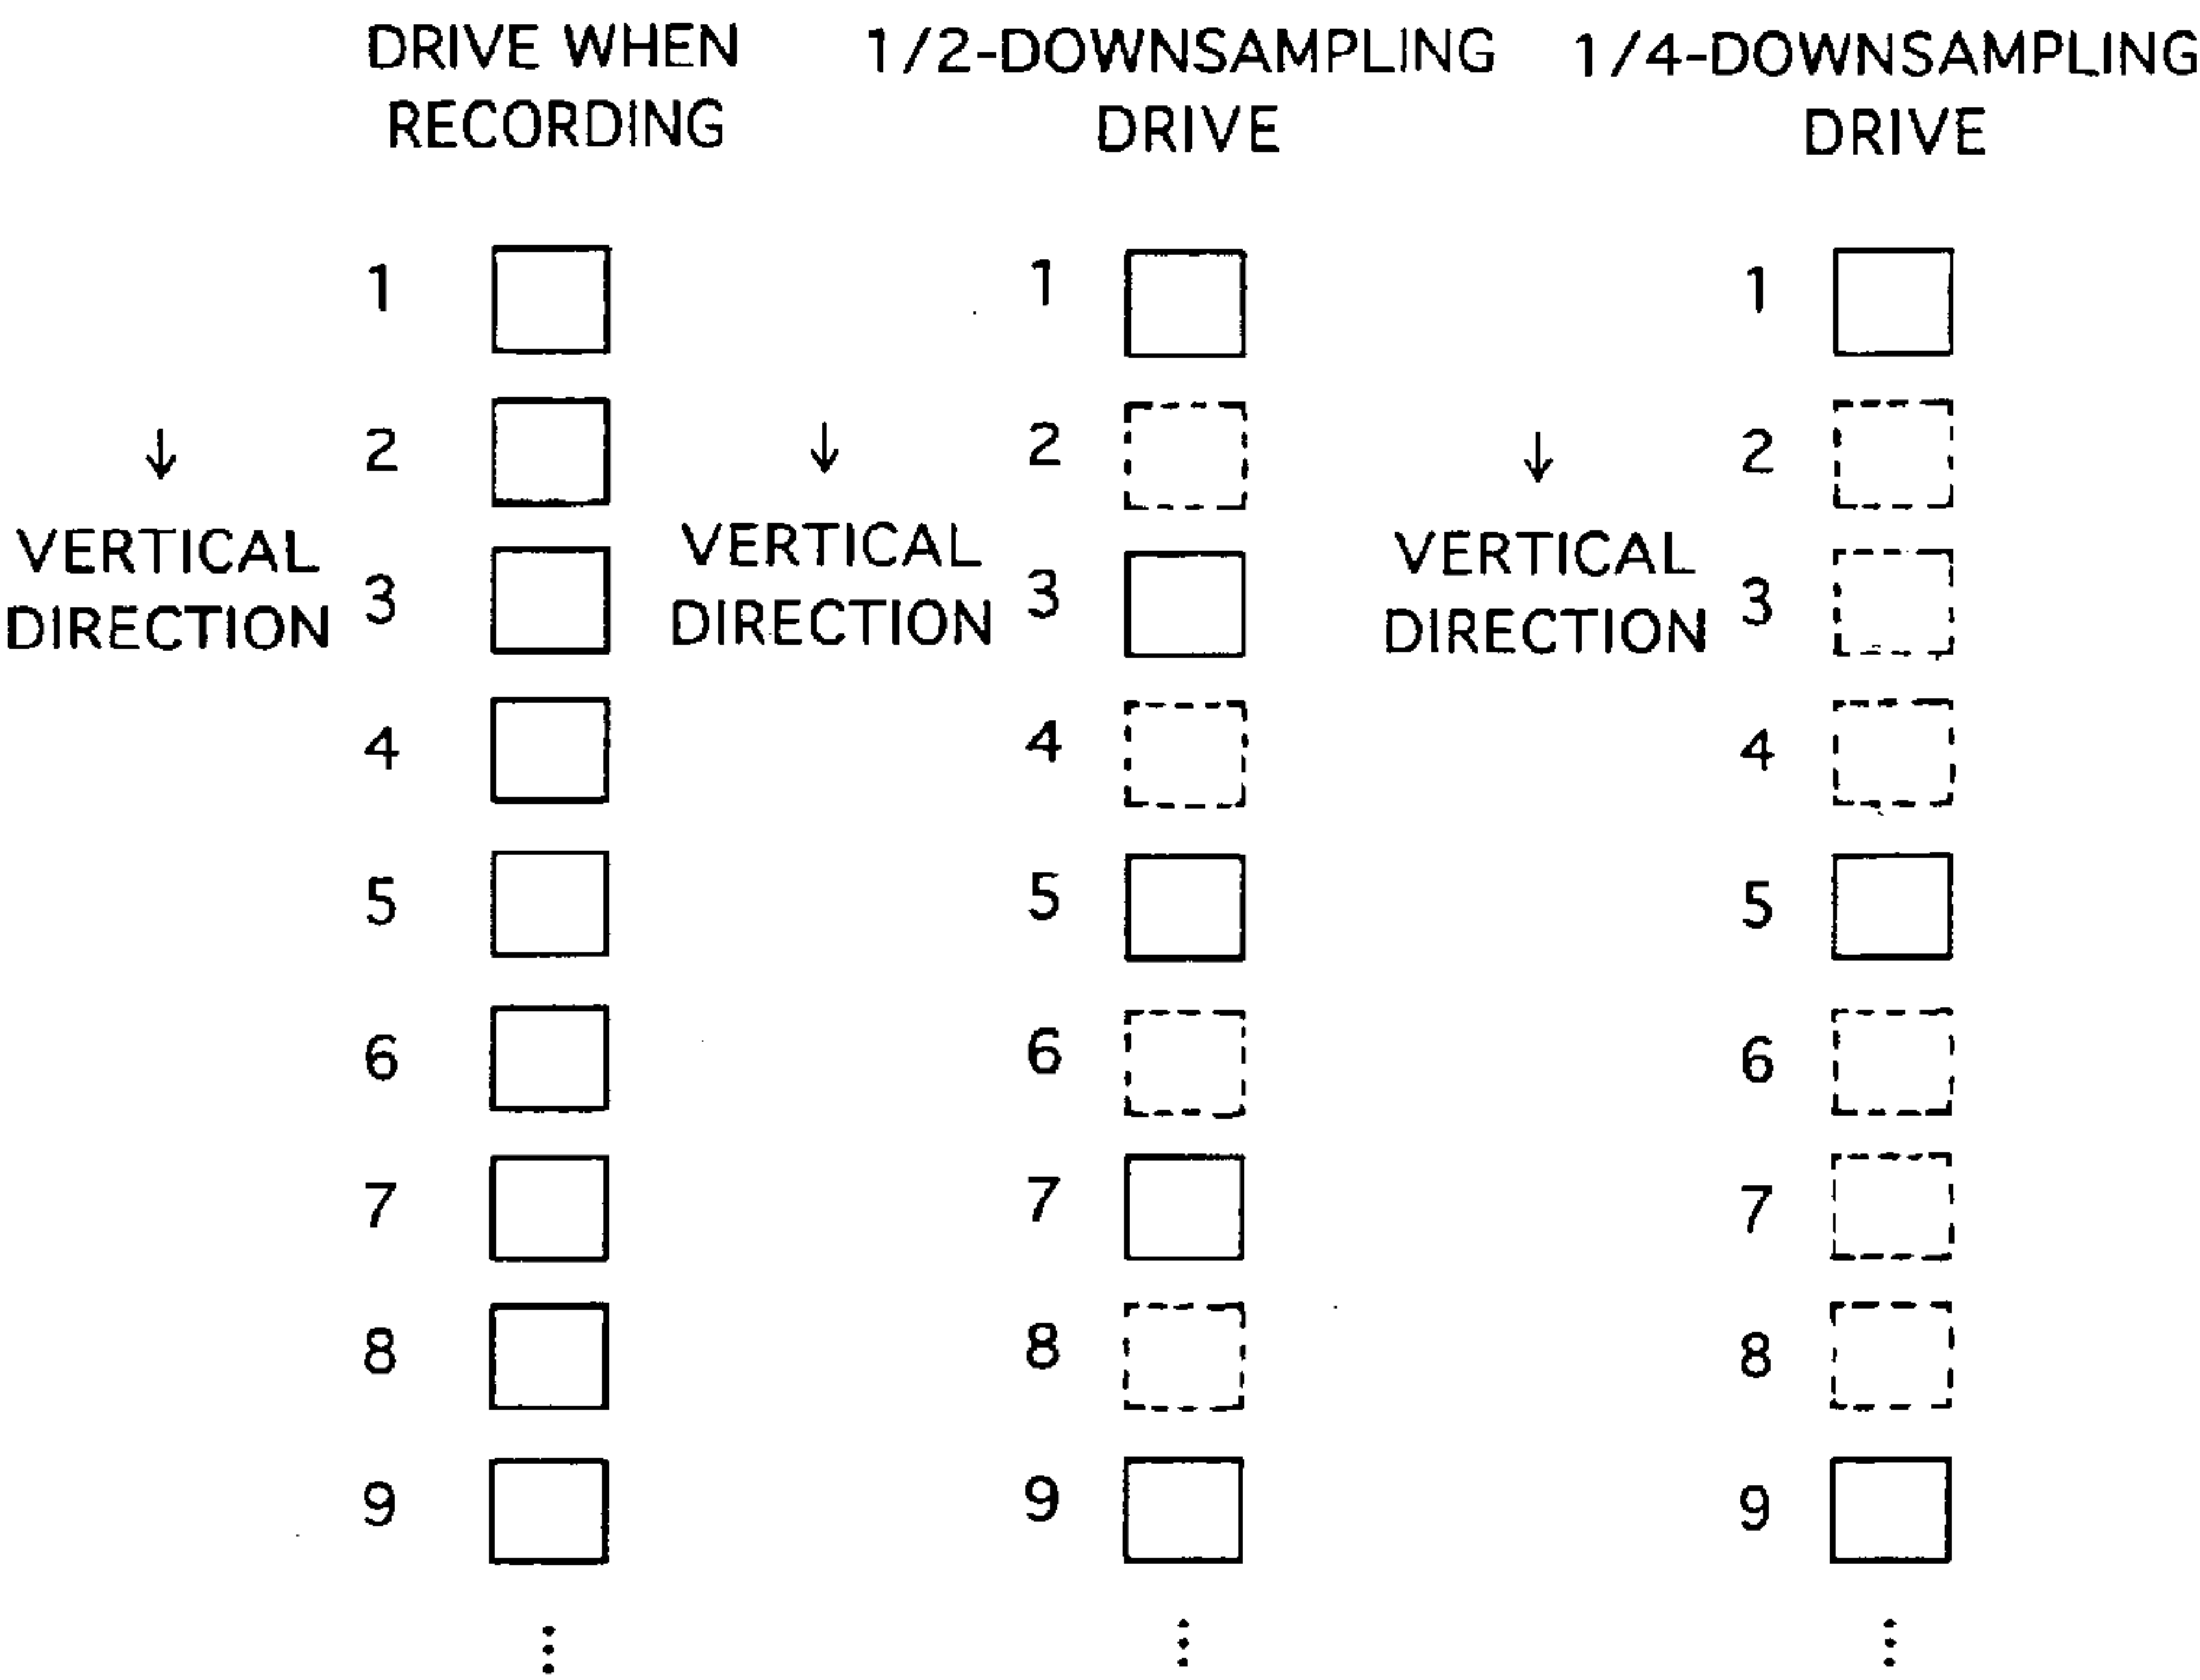 DRIVE WHEN
RECORDING
1/2-DOWNSAMPLING
DRIVE
1/4-DOWNSAMPLING
DRIVE
↓
VERTICAL
DIRECTION
1
2
3
4
5
6
7
8
9
⋮
↓
VERTICAL
DIRECTION
1
2
3
4
5
6
7
8
9
⋮
↓
VERTICAL
DIRECTION
1
2
3
4
5
6
7
8
9
⋮